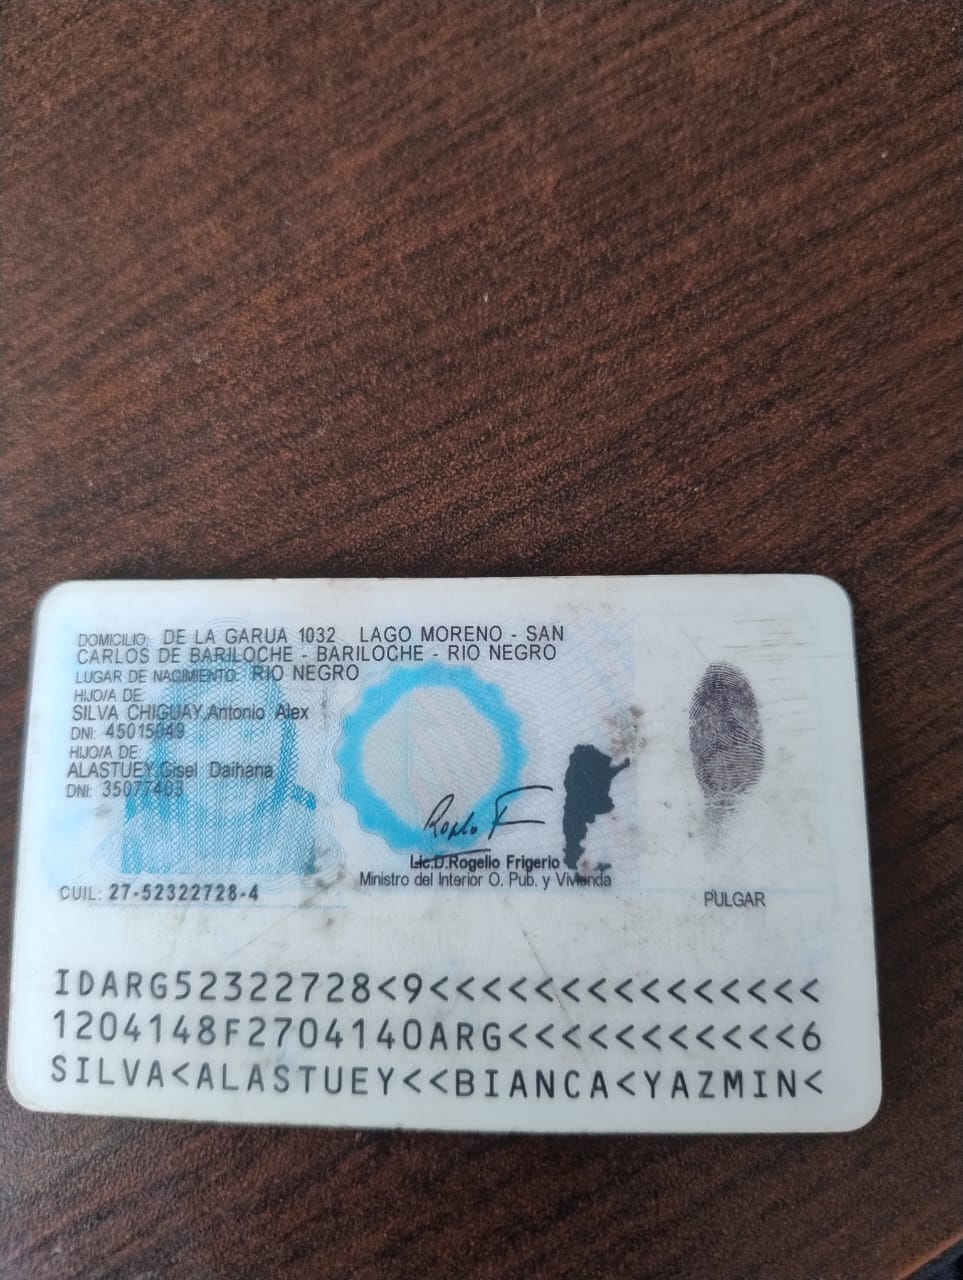 DOMICILIO: DE LA GARUA 1032 LAGO MORENO - SAN
CARLOS DE BARILOCHE - BARILOCHE - RIO NEGRO
LUGAR DE NACIMIENTO: RIO NEGRO
HIJO/A DE:
SILVA CHIGUAY,Antonio Alex
DNI: 45015049
HIJO/A DE:
ALASTUEY,Gisel Daihana
DNI: 35077403
Lic.D.Rogelio Frigerio
Ministro del Interior O. Pub. y Vivienda
CUIL: 27-52322728-4
PULGAR
IDARG52322728<9<<<<<<<<<<<<<<<
1204148F2704140ARG<<<<<<<<<<<6
SILVA<ALASTUEY<<BIANCA<YAZMIN<